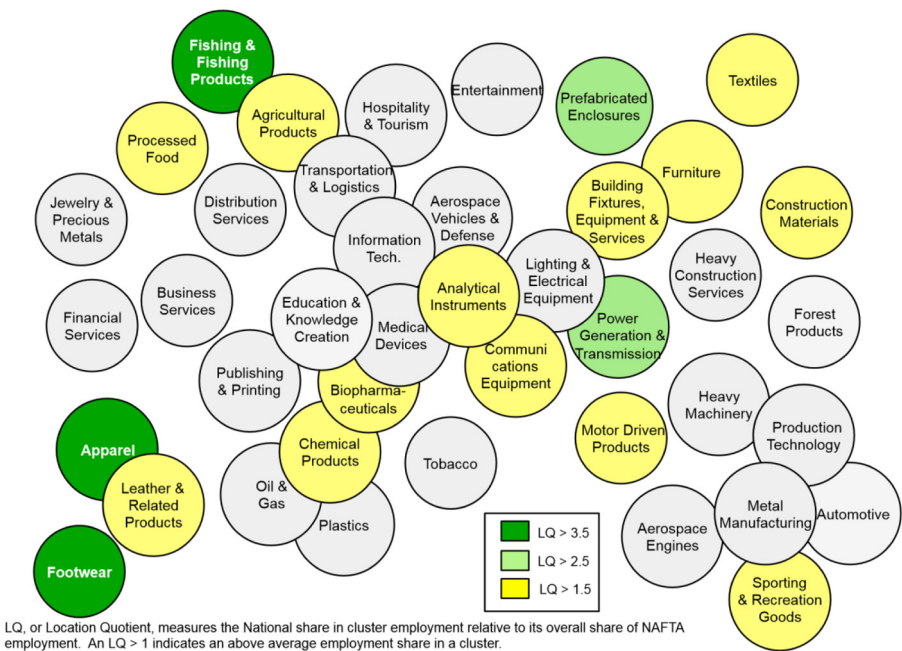 Fishing &
Fishing
Products
Agricultural
Products
Hospitality
& Tourism
Entertainment
Prefabricated
Enclosures
Textiles
Processed
Food
Transportation
& Logistics
Furniture
Building
Fixtures,
Equipment &
Services
Jewelry &
Precious
Metals
Distribution
Services
Aerospace
Vehicles &
Defense
Construction
Materials
Information
Tech.
Heavy
Construction
Services
Lighting &
Electrical
Equipment
Analytical
Instruments
Business
Services
Financial
Services
Education &
Knowledge
Creation
Medical
Devices
Power
Generation &
Transmission
Forest
Products
Communi
cations
Equipment
Publishing
& Printing
Biopharma-
ceuticals
Heavy
Machinery
Apparel
Chemical
Products
Tobacco
Motor Driven
Products
Production
Technology
Leather &
Related
Products
Oil &
Gas
Plastics
Aerospace
Engines
Metal
Manufacturing
Automotive
Footwear
Sporting
& Recreation
Goods
LQ > 3.5
LQ > 2.5
LQ > 1.5
LQ, or Location Quotient, measures the National share in cluster employment relative to its overall share of NAFTA
employment. An LQ > 1 indicates an above average employment share in a cluster.